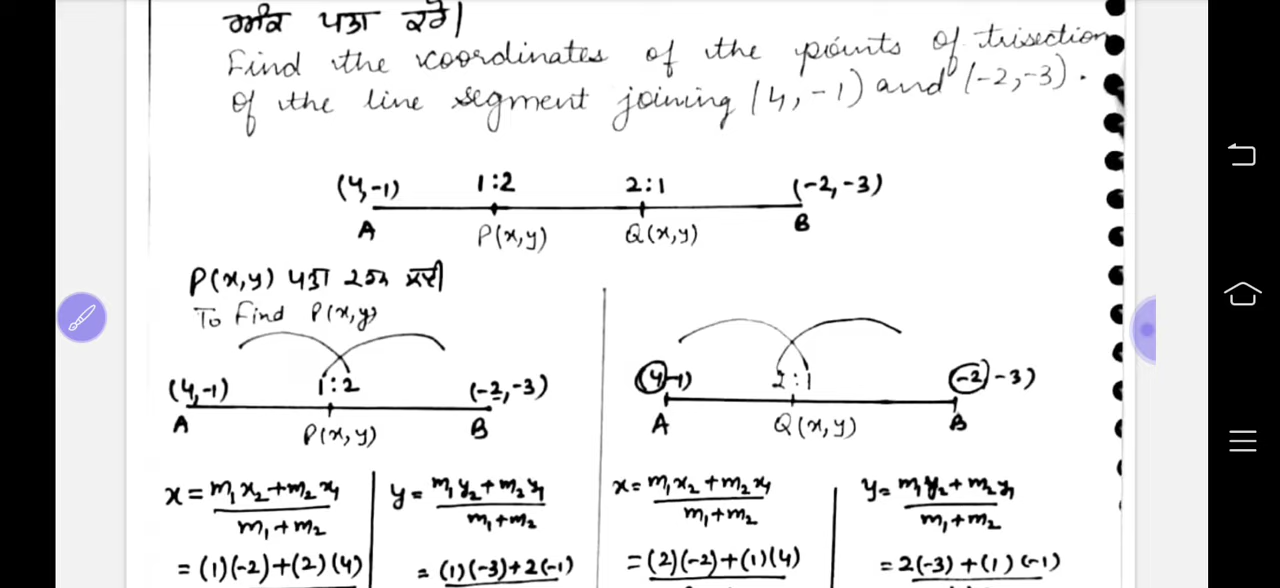 ਅੰਕ ਪਤਾ ਕਰੋ।
Find the coordinates of the points of trisection
of the line segment joining (4, -1) and (-2, -3).
(4, -1) 1:2 2:1 (-2, -3)
A P(x,y) Q(x,y) B
P(x,y) ਪਤਾ
To Find P(x,y)
(4, -1) 1:2 (-2, -3)
A P(x,y) B
x = m₁x₂+m₂x₁ / m₁+m₂
= (1)(-2)+(2)(4)
y = m₁y₂+m₂y₁ / m₁+m₂
= (1)(-3)+2(-1)
(4 -1) 2:1 (-2) -3)
A Q(x,y) B
x = m₁x₂+m₂x₁ / m₁+m₂
= (2)(-2)+(1)(4)
y = m₁y₂+m₂y₁ / m₁+m₂
= 2(-3)+(1)(-1)